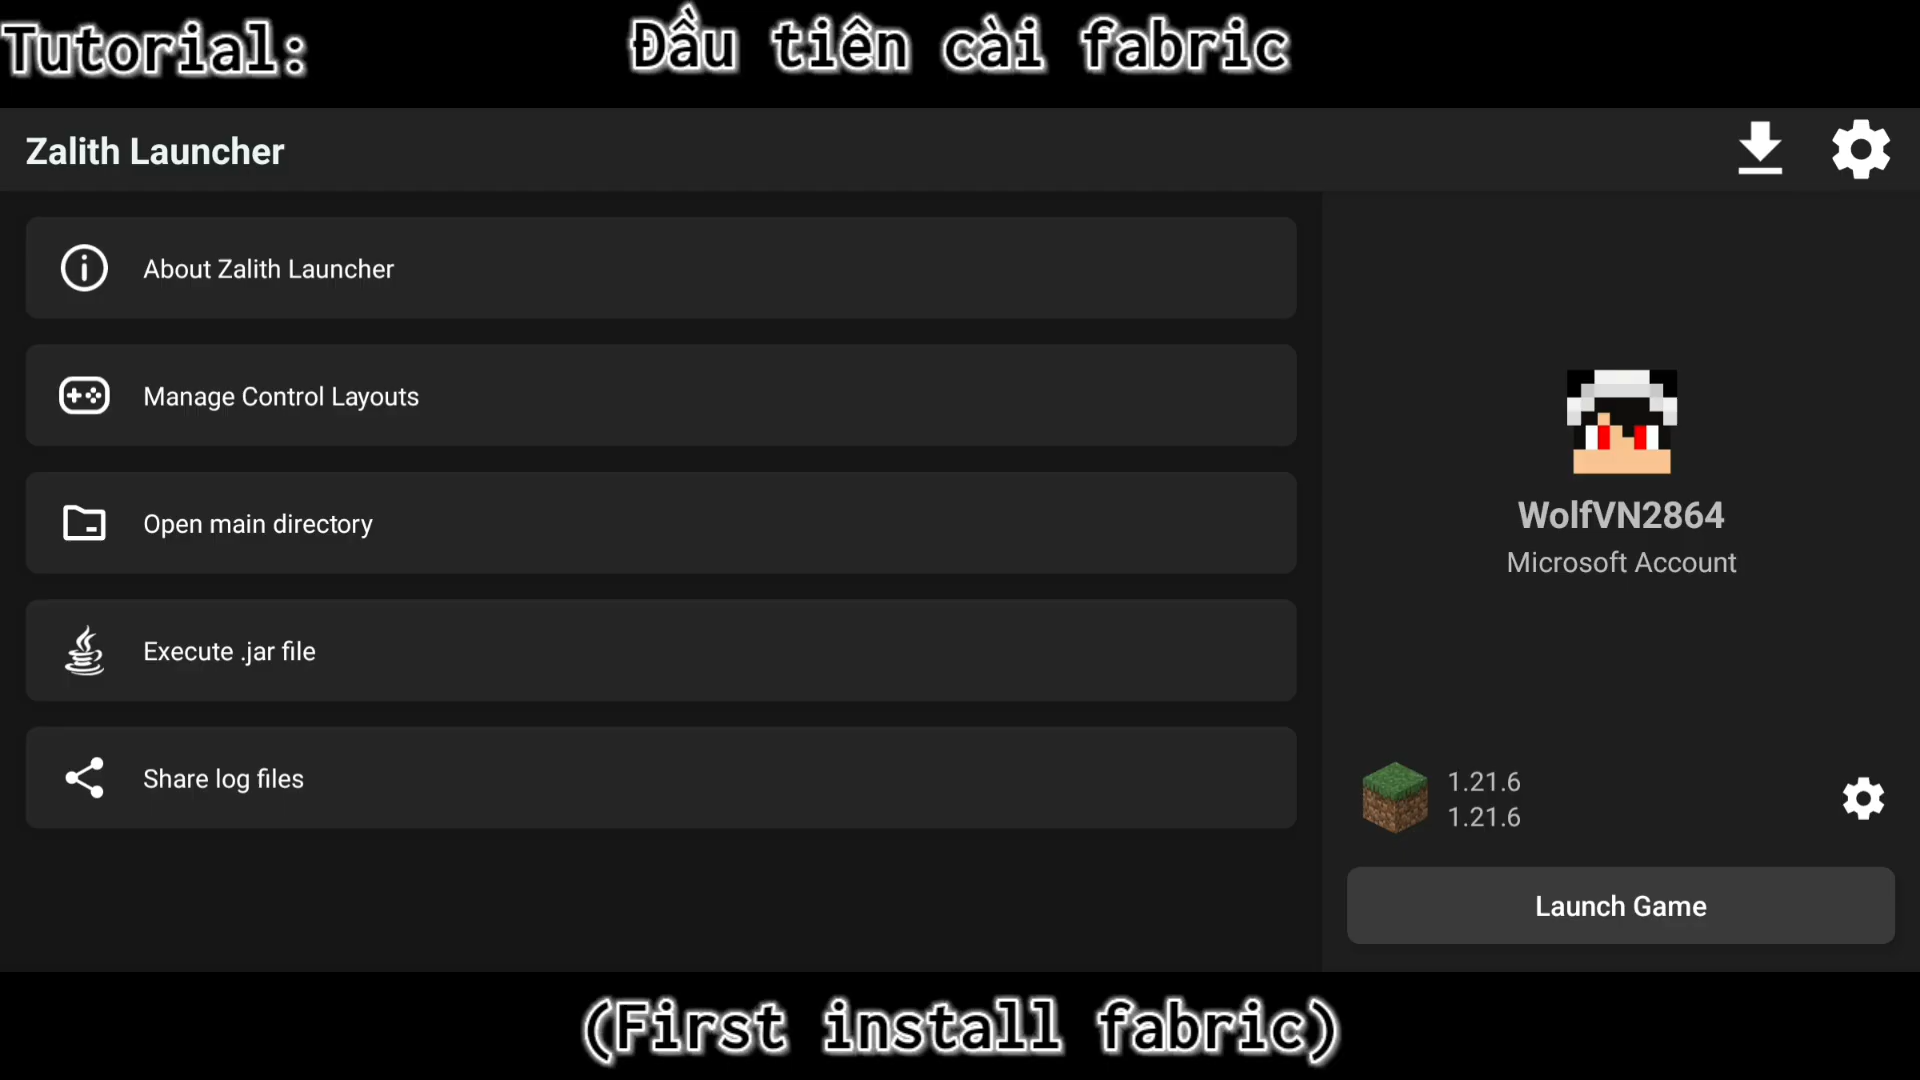 Tutorial:
Đầu tiên cài fabric
Zalith Launcher
About Zalith Launcher
Manage Control Layouts
Open main directory
Execute .jar file
Share log files
WolfVN2864
Microsoft Account
1.21.6
1.21.6
Launch Game
(First install fabric)